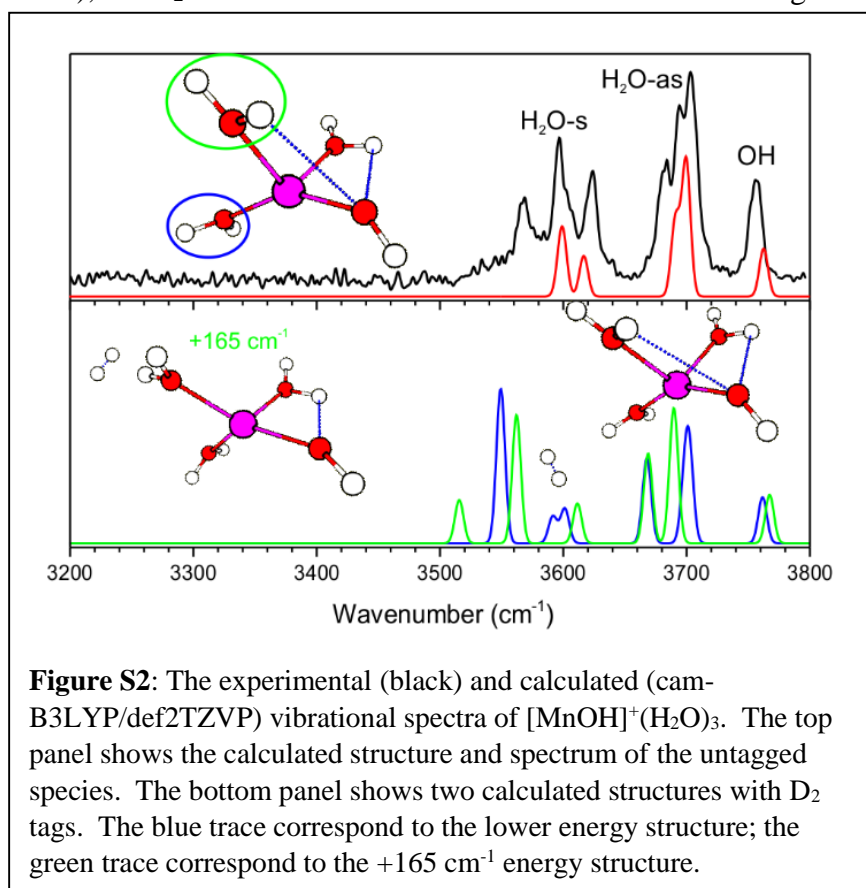 H₂O-as
H₂O-s
OH
+165 cm⁻¹
3200 3300 3400 3500 3600 3700 3800
Wavenumber (cm⁻¹)
Figure S2: The experimental (black) and calculated (cam-
B3LYP/def2TZVP) vibrational spectra of [MnOH]⁺(H₂O)₃. The top
panel shows the calculated structure and spectrum of the untagged
species. The bottom panel shows two calculated structures with D₂
tags. The blue trace correspond to the lower energy structure; the
green trace correspond to the +165 cm⁻¹ energy structure.